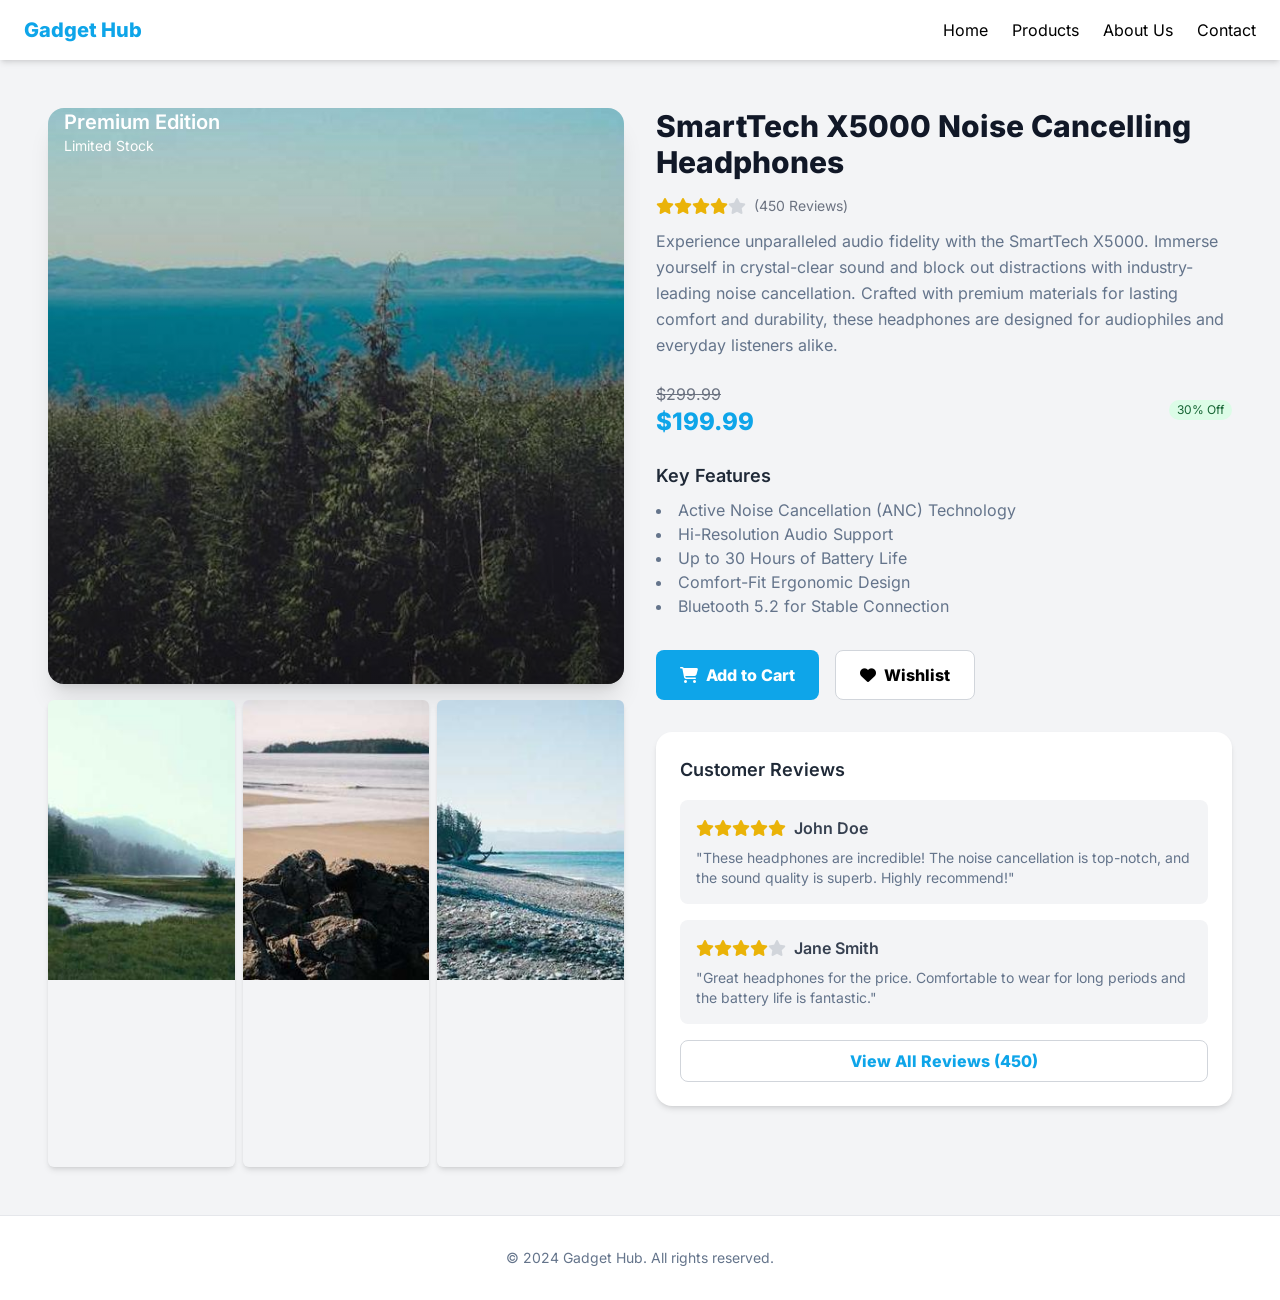 Gadget Hub
Home
Products
About Us
Contact
Premium Edition
Limited Stock
SmartTech X5000 Noise Cancelling
Headphones
(450 Reviews)
Experience unparalleled audio fidelity with the SmartTech X5000. Immerse
yourself in crystal-clear sound and block out distractions with industry-
leading noise cancellation. Crafted with premium materials for lasting
comfort and durability, these headphones are designed for audiophiles and
everyday listeners alike.
$299.99
$199.99
30% Off
Key Features
Active Noise Cancellation (ANC) Technology
Hi-Resolution Audio Support
Up to 30 Hours of Battery Life
Comfort-Fit Ergonomic Design
Bluetooth 5.2 for Stable Connection
Add to Cart
Wishlist
Customer Reviews
John Doe
"These headphones are incredible! The noise cancellation is top-notch, and
the sound quality is superb. Highly recommend!"
Jane Smith
"Great headphones for the price. Comfortable to wear for long periods and
the battery life is fantastic."
View All Reviews (450)
© 2024 Gadget Hub. All rights reserved.